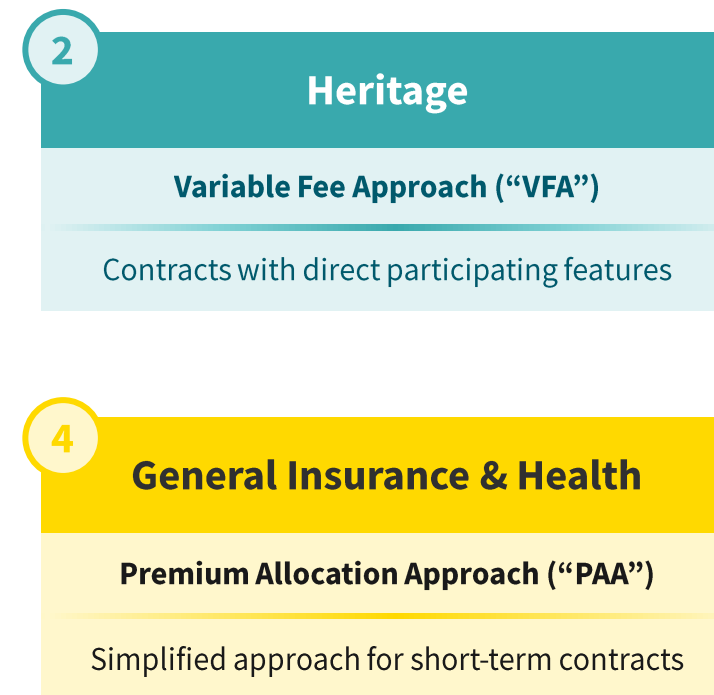 2
Heritage
Variable Fee Approach (“VFA”)
Contracts with direct participating features
4
General Insurance & Health
Premium Allocation Approach (“PAA”)
Simplified approach for short-term contracts